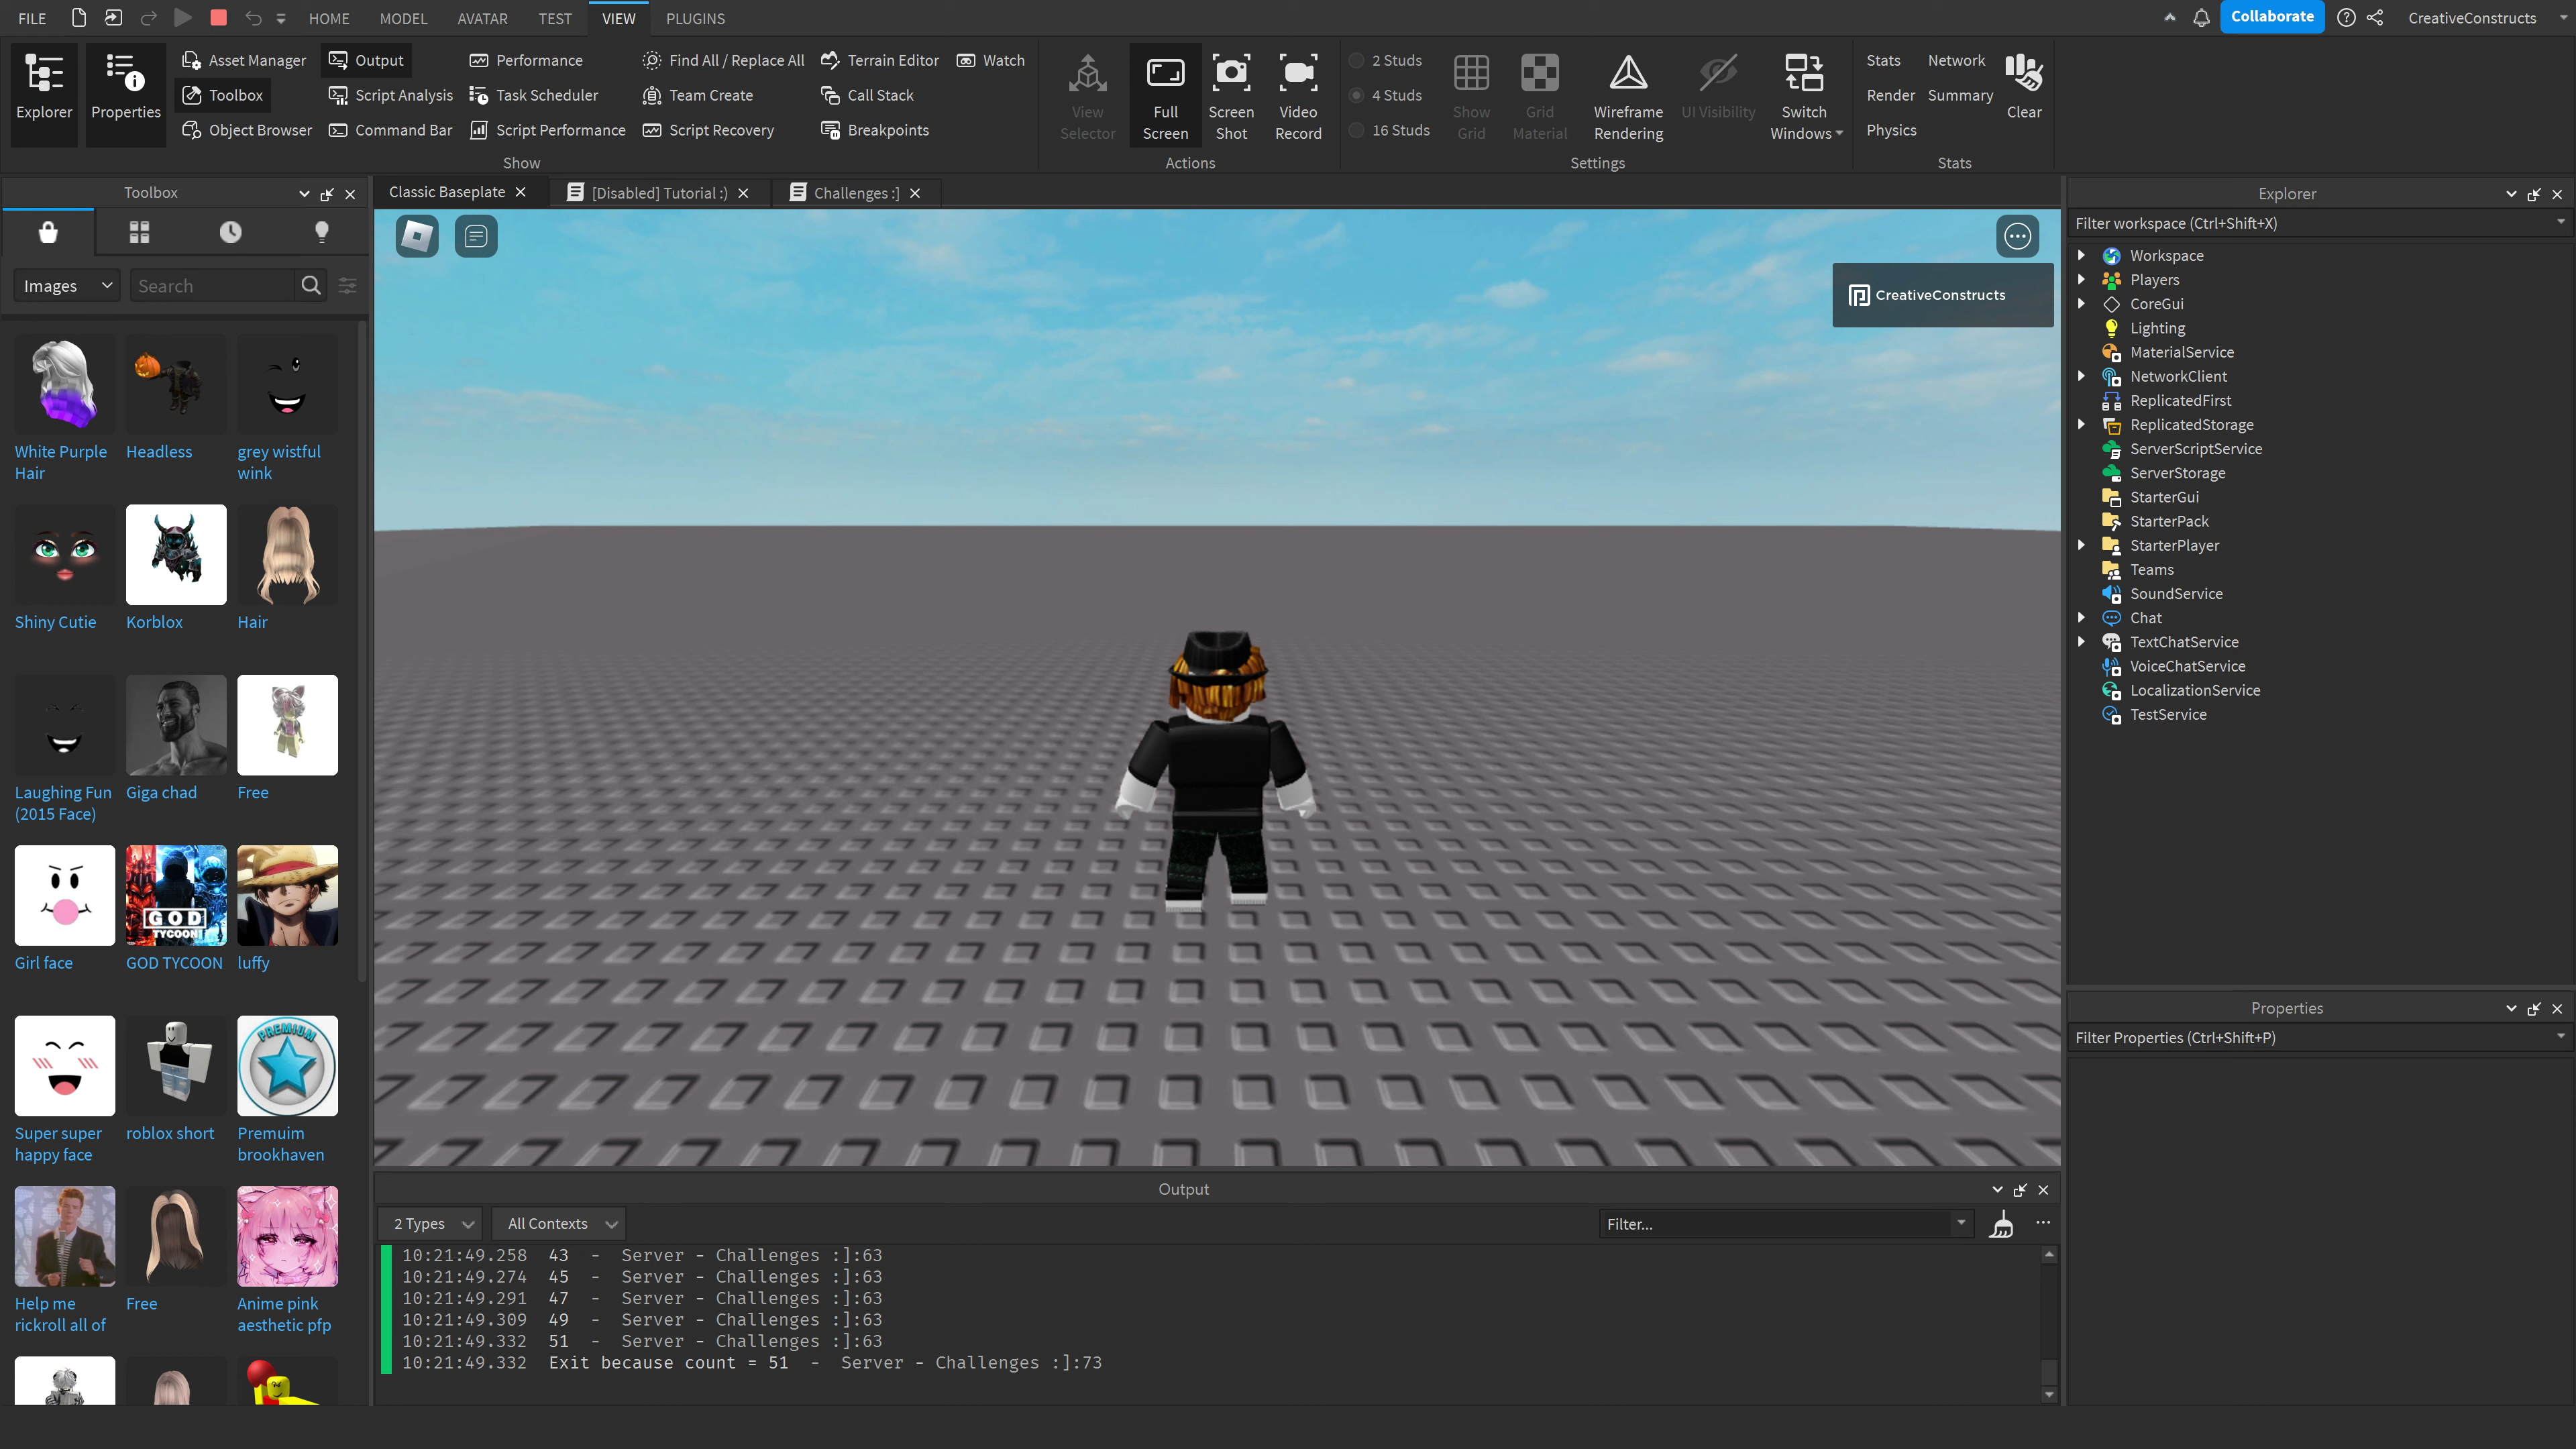 FILE HOME MODEL AVATAR TEST VIEW PLUGINS Collaborate CreativeConstructs
Explorer
Properties
Asset Manager
Toolbox
Object Browser
Output
Script Analysis
Command Bar
Performance
Task Scheduler
Script Performance
Find All / Replace All
Team Create
Script Recovery
Terrain Editor
Call Stack
Breakpoints
Watch
Show
View
Selector
Full
Screen
Screen
Shot
Video
Record
Actions
2 Studs
4 Studs
16 Studs
Show
Grid
Grid
Material
Wireframe
Rendering
UI Visibility
Switch
Windows
Settings
Stats
Render
Physics
Network
Summary
Clear
Stats
Toolbox
Images
Search
White Purple
Hair
Headless
grey wistful
wink
Shiny Cutie
Korblox
Hair
Laughing Fun
(2015 Face)
Giga chad
Free
GOD
TYCOON
Girl face
GOD TYCOON
luffy
PREMIUM
Super super
happy face
roblox short
Premuim
brookhaven
Help me
rickroll all of
Free
Anime pink
aesthetic pfp
Classic Baseplate
[Disabled] Tutorial :)
Challenges :]
CreativeConstructs
Output
2 Types
All Contexts
Filter...
10:21:49.258 43 - Server - Challenges :]:63
10:21:49.274 45 - Server - Challenges :]:63
10:21:49.291 47 - Server - Challenges :]:63
10:21:49.309 49 - Server - Challenges :]:63
10:21:49.332 51 - Server - Challenges :]:63
10:21:49.332 Exit because count = 51 - Server - Challenges :]:73
Explorer
Filter workspace (Ctrl+Shift+X)
Workspace
Players
CoreGui
Lighting
MaterialService
NetworkClient
ReplicatedFirst
ReplicatedStorage
ServerScriptService
ServerStorage
StarterGui
StarterPack
StarterPlayer
Teams
SoundService
Chat
TextChatService
VoiceChatService
LocalizationService
TestService
Properties
Filter Properties (Ctrl+Shift+P)